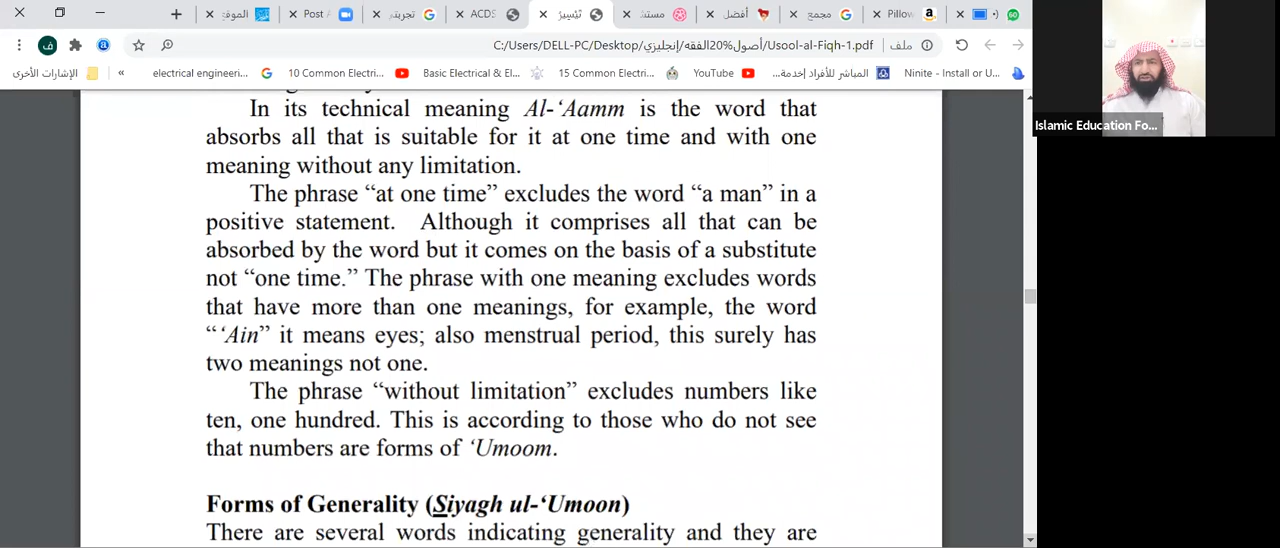 Post A
ACDS
تَيْسِيرُ
مستند
أفضل
مجمع
Pillow
60
ف
a
C:/Users/DELL-PC/Desktop/إنجليزي/أصول%20الفقه/Usool-al-Fiqh-1.pdf
ملف
الإشارات الأخرى
«
electrical engineeri...
10 Common Electri...
Basic Electrical & El...
15 Common Electri...
YouTube
المباشر للأفراد |خدمة...
Ninite - Install or U...
In its technical meaning Al-‘Aamm is the word that
absorbs all that is suitable for it at one time and with one
meaning without any limitation.
The phrase “at one time” excludes the word “a man” in a
positive statement. Although it comprises all that can be
absorbed by the word but it comes on the basis of a substitute
not “one time.” The phrase with one meaning excludes words
that have more than one meanings, for example, the word
“‘Ain” it means eyes; also menstrual period, this surely has
two meanings not one.
The phrase “without limitation” excludes numbers like
ten, one hundred. This is according to those who do not see
that numbers are forms of ‘Umoom.
Forms of Generality (Siyagh ul-‘Umoon)
There are several words indicating generality and they are
Islamic Education Fo...